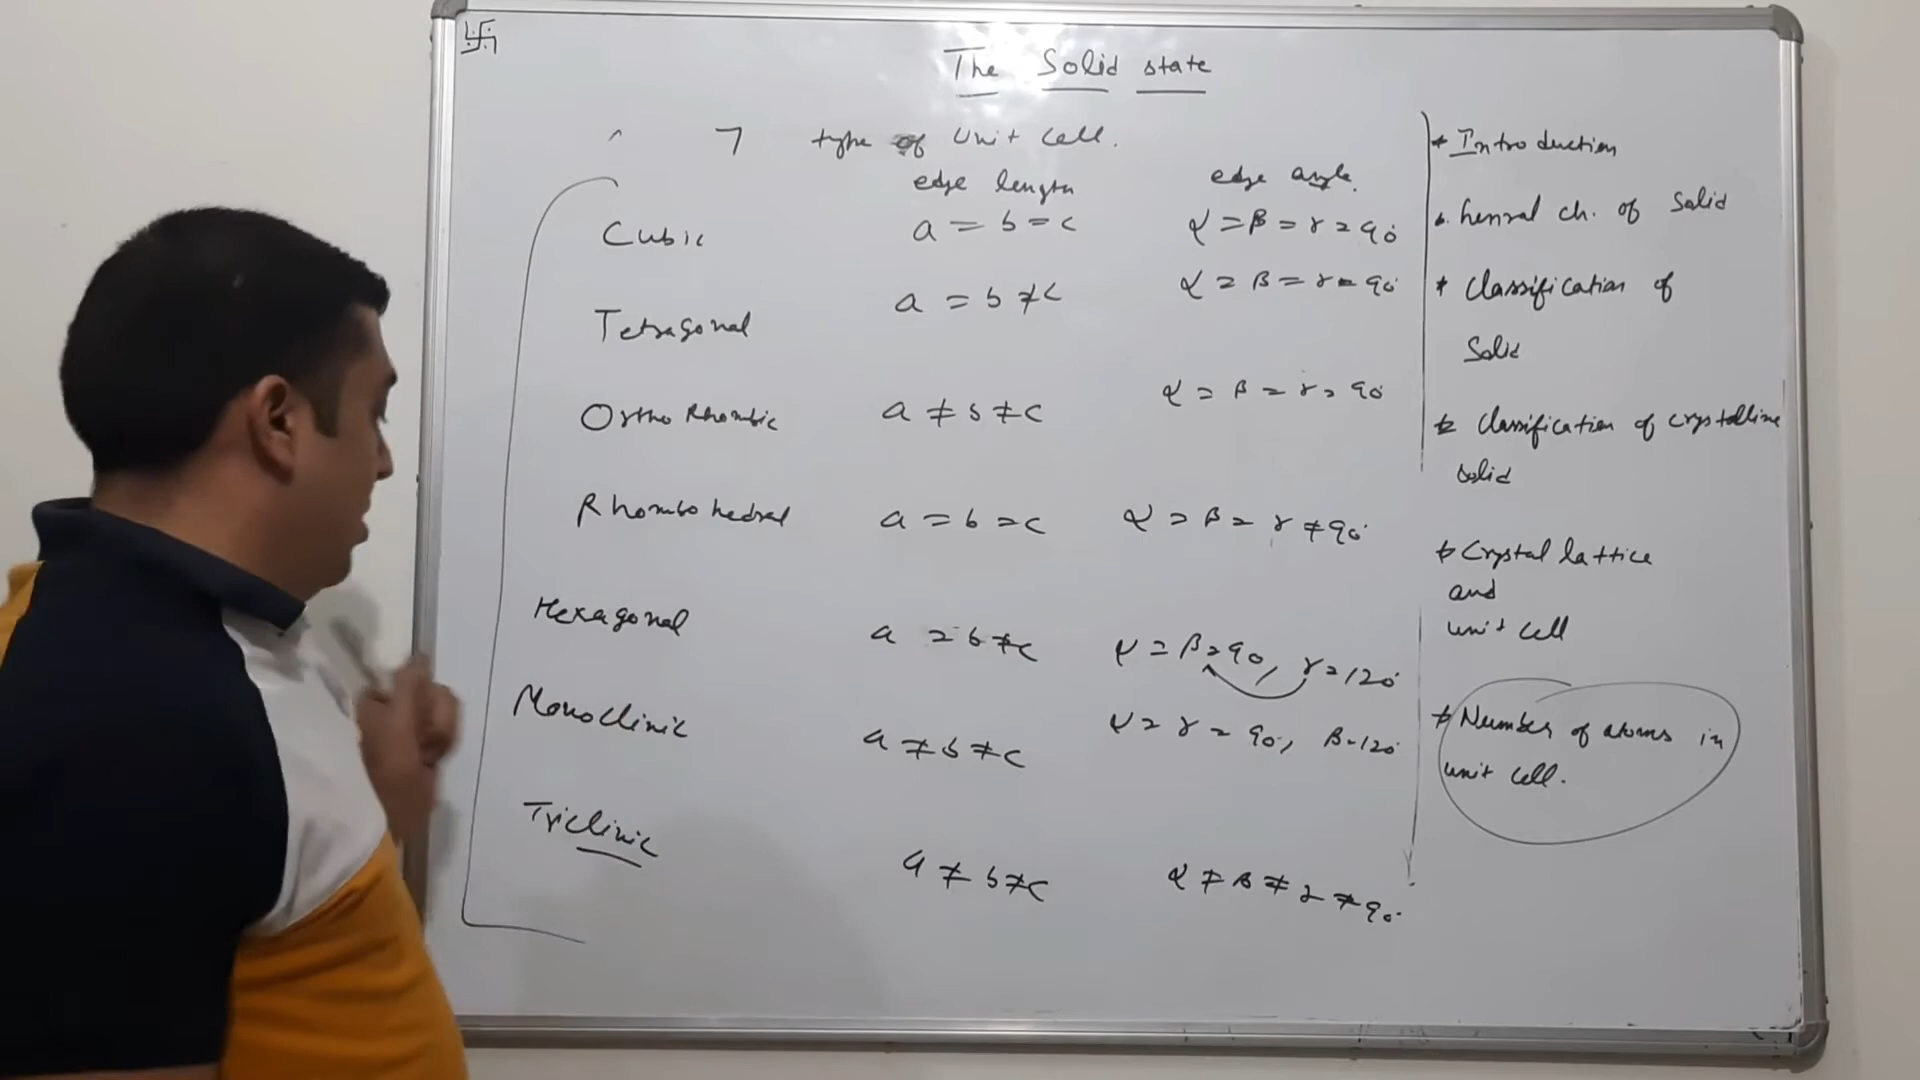 卐
The Solid state
7 type of Unit Cell.
edge length edge angle.
Cubic a = b = c α = β = γ = 90°
Tetragonal a = b ≠ c α = β = γ = 90°
Ortho Rhombic a ≠ b ≠ c α = β = γ = 90°
Rhombohedral a = b = c α = β = γ ≠ 90°
Hexagonal a = b ≠ c α = β = 90, γ = 120°
Monoclinic a ≠ b ≠ c α = γ = 90°, β = 120°
Triclinic a ≠ b ≠ c α ≠ β ≠ γ ≠ 90°
* Introduction
ch. of Solid
* Classification of
Solid
* Classification of crystalline
solid
* Crystal lattice
and
unit cell
* Number of atoms in
unit cell.